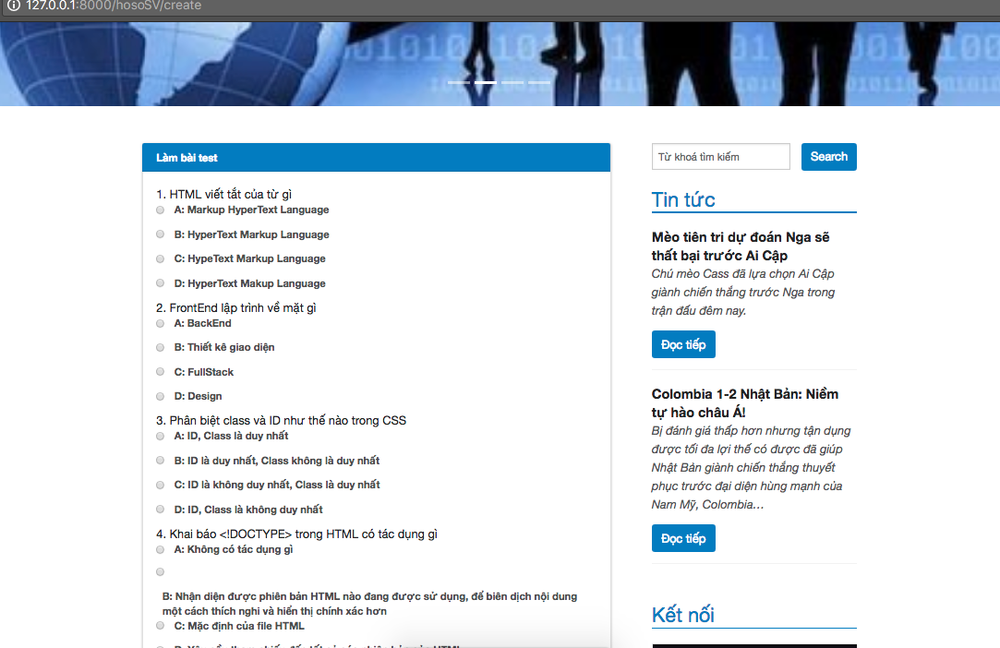 127.0.0.1:8000/hosoSV/create
Làm bài test
1. HTML viết tắt của từ gì
A: Markup HyperText Language
B: HyperText Markup Language
C: HypeText Markup Language
D: HyperText Makup Language
2. FrontEnd lập trình về mặt gì
A: BackEnd
B: Thiết kê giao diện
C: FullStack
D: Design
3. Phân biệt class và ID như thế nào trong CSS
A: ID, Class là duy nhất
B: ID là duy nhất, Class không là duy nhất
C: ID là không duy nhất, Class là duy nhất
D: ID, Class là không duy nhất
4. Khai báo <!DOCTYPE> trong HTML có tác dụng gì
A: Không có tác dụng gì
B: Nhận diện được phiên bản HTML nào đang được sử dụng, để biên dịch nội dung
một cách thích nghi và hiển thị chính xác hơn
C: Mặc định của file HTML
Từ khoá tìm kiếm
Search
Tin tức
Mèo tiên tri dự đoán Nga sẽ
thất bại trước Ai Cập
Chú mèo Cass đã lựa chọn Ai Cập
giành chiến thắng trước Nga trong
trận đấu đêm nay.
Đọc tiếp
Colombia 1-2 Nhật Bản: Niềm
tự hào châu Á!
Bị đánh giá thấp hơn nhưng tận dụng
được tối đa lợi thế có được đã giúp
Nhật Bản giành chiến thắng thuyết
phục trước đại diện hùng mạnh của
Nam Mỹ, Colombia...
Đọc tiếp
Kết nối